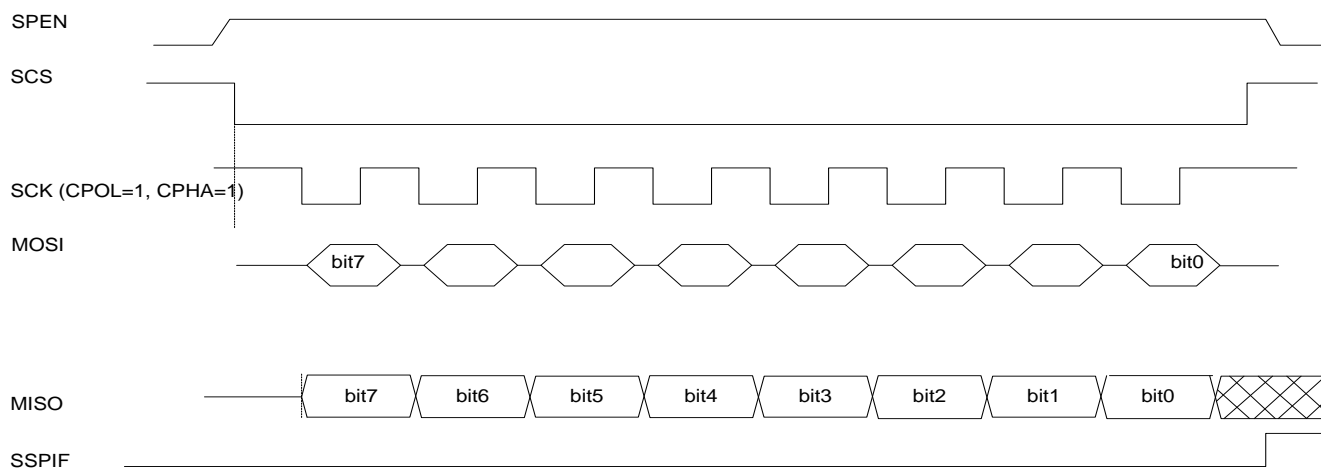 SPEN
SCS
SCK (CPOL=1, CPHA=1)
MOSI
bit7 bit0
MISO
bit7 bit6 bit5 bit4 bit3 bit2 bit1 bit0
SSPIF